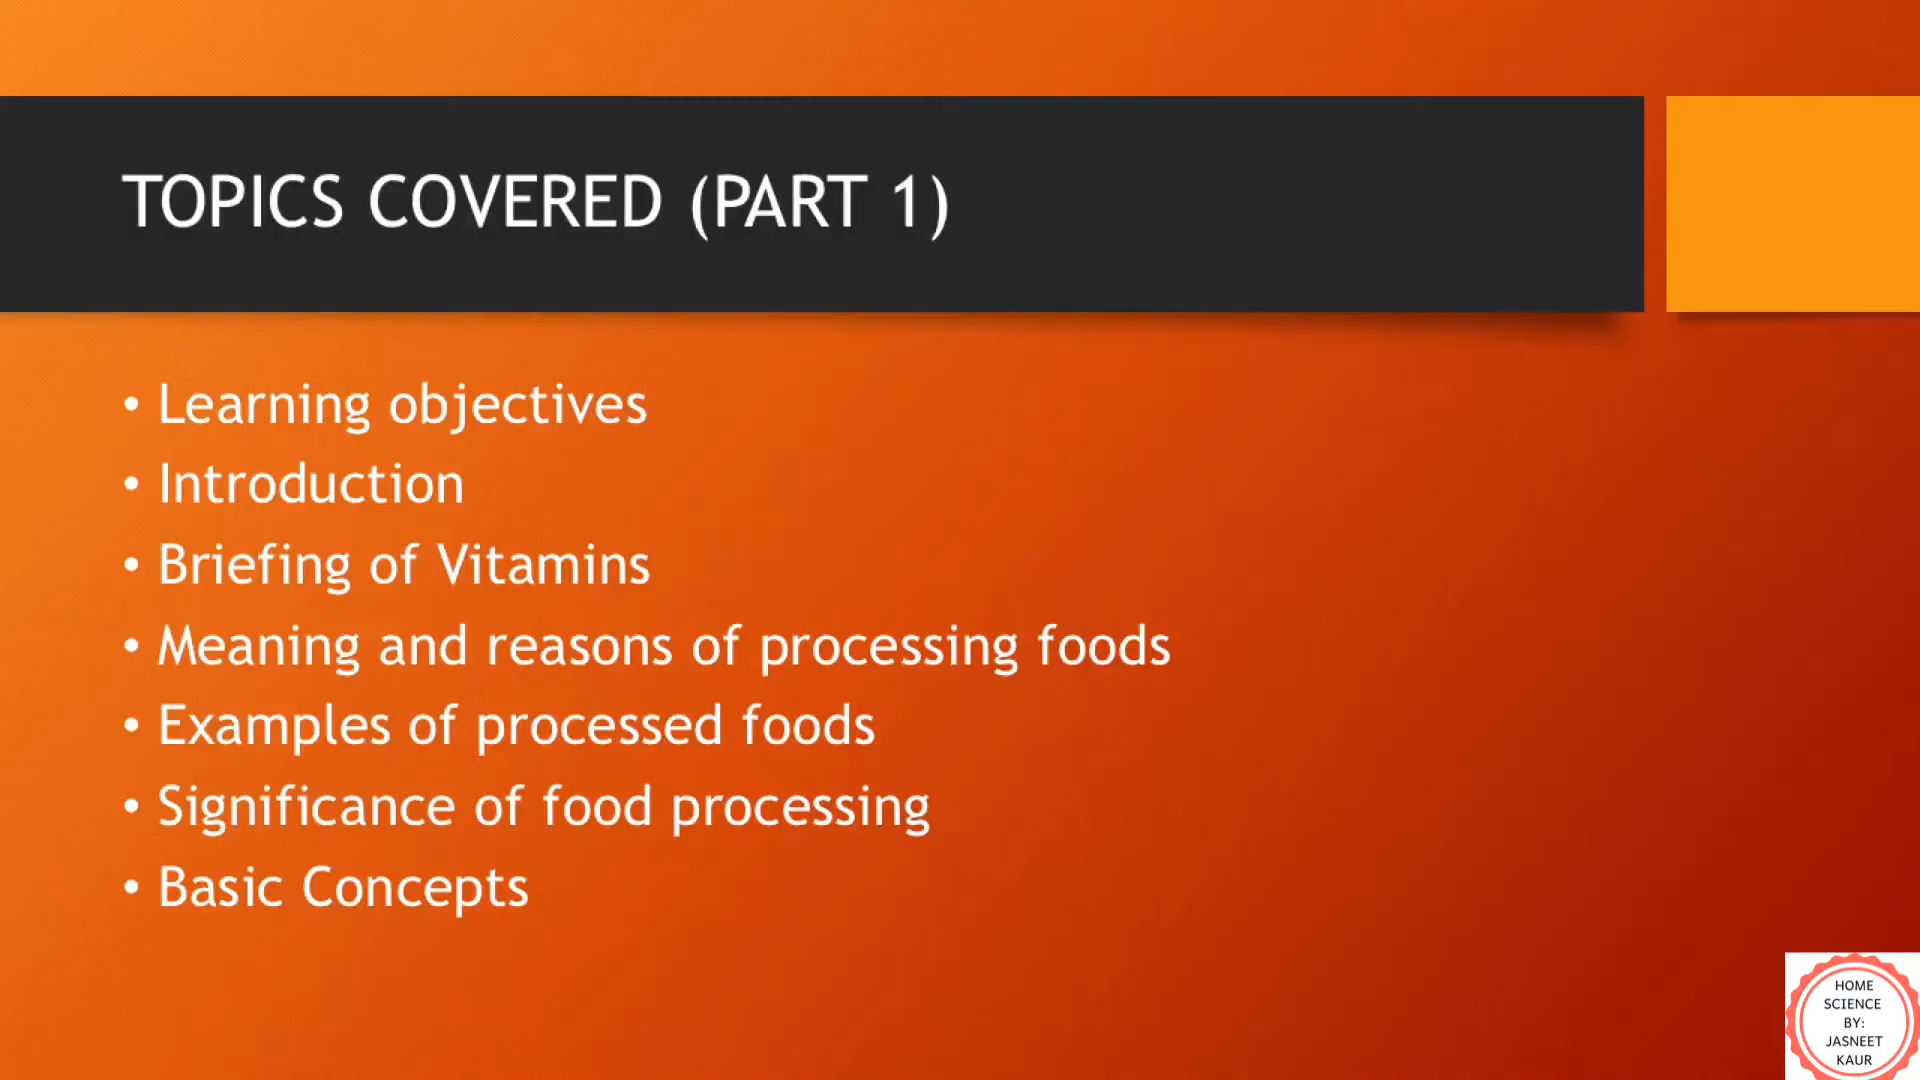 TOPICS COVERED (PART 1)
• Learning objectives
• Introduction
• Briefing of Vitamins
• Meaning and reasons of processing foods
• Examples of processed foods
• Significance of food processing
• Basic Concepts
HOME
SCIENCE
BY:
JASNEET
KAUR